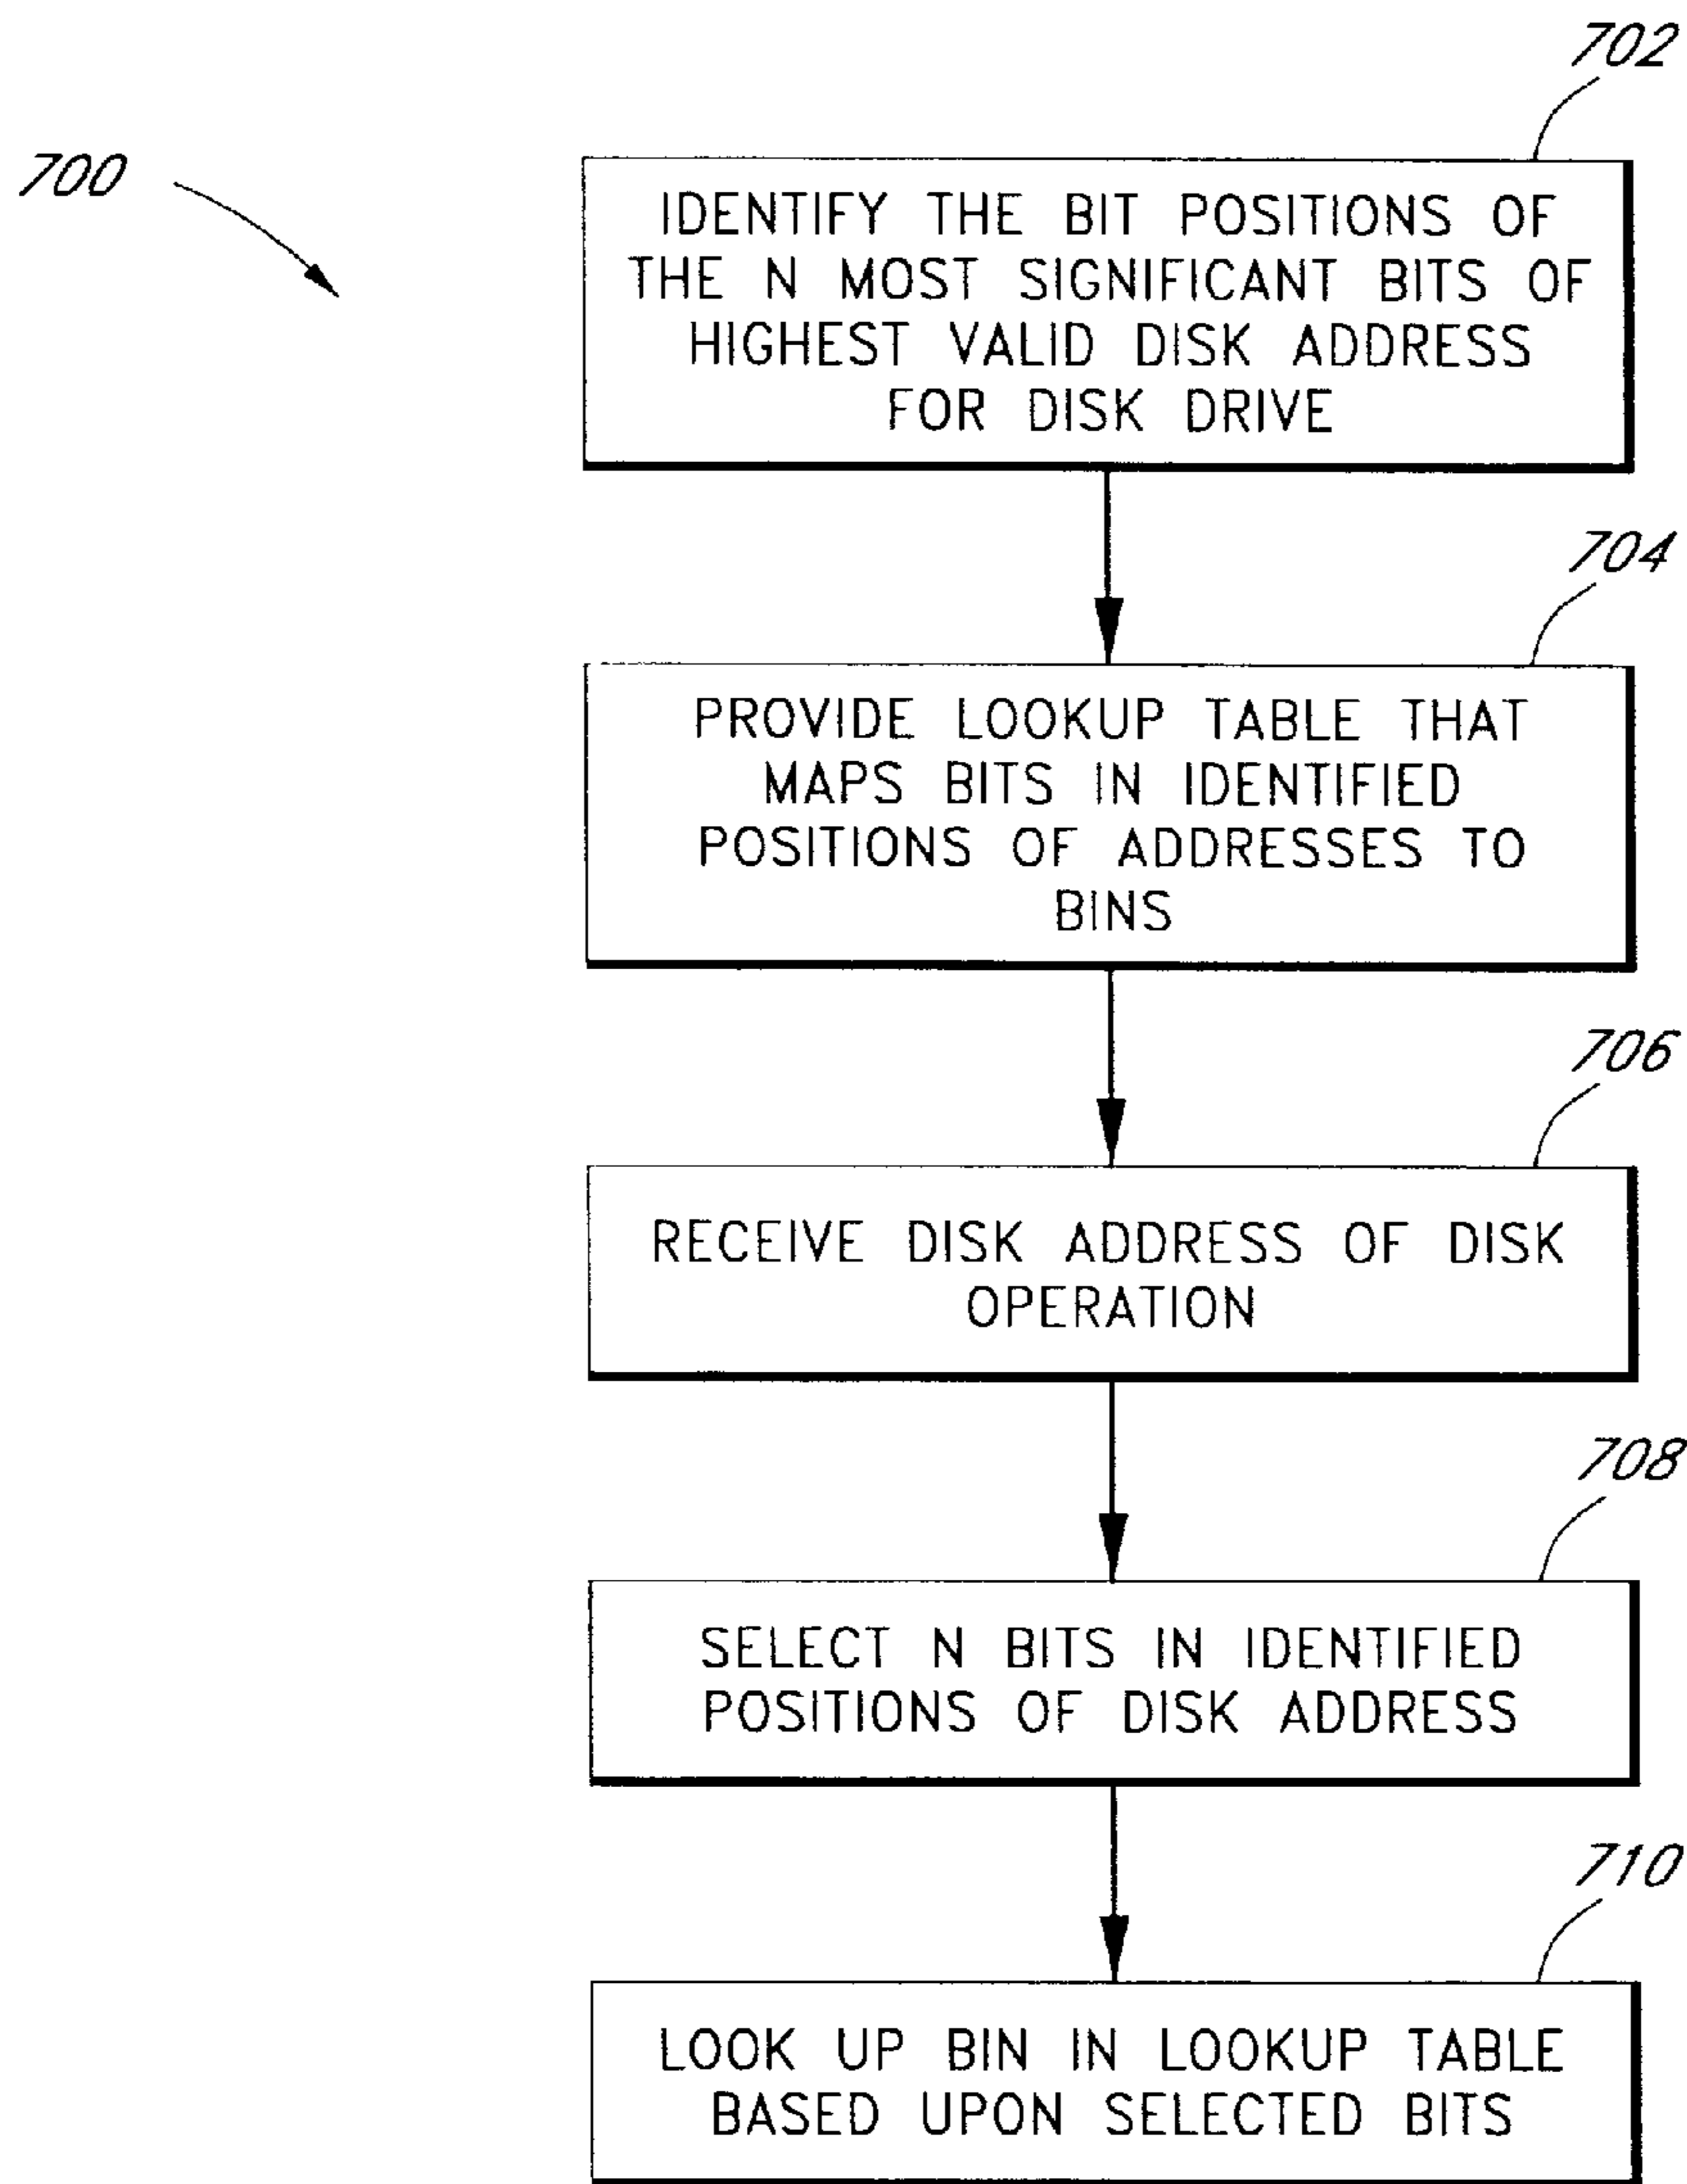 702
700
IDENTIFY THE BIT POSITIONS OF
THE N MOST SIGNIFICANT BITS OF
HIGHEST VALID DISK ADDRESS
FOR DISK DRIVE
704
PROVIDE LOOKUP TABLE THAT
MAPS BITS IN IDENTIFIED
POSITIONS OF ADDRESSES TO
BINS
706
RECEIVE DISK ADDRESS OF DISK
OPERATION
708
SELECT N BITS IN IDENTIFIED
POSITIONS OF DISK ADDRESS
710
LOOK UP BIN IN LOOKUP TABLE
BASED UPON SELECTED BITS